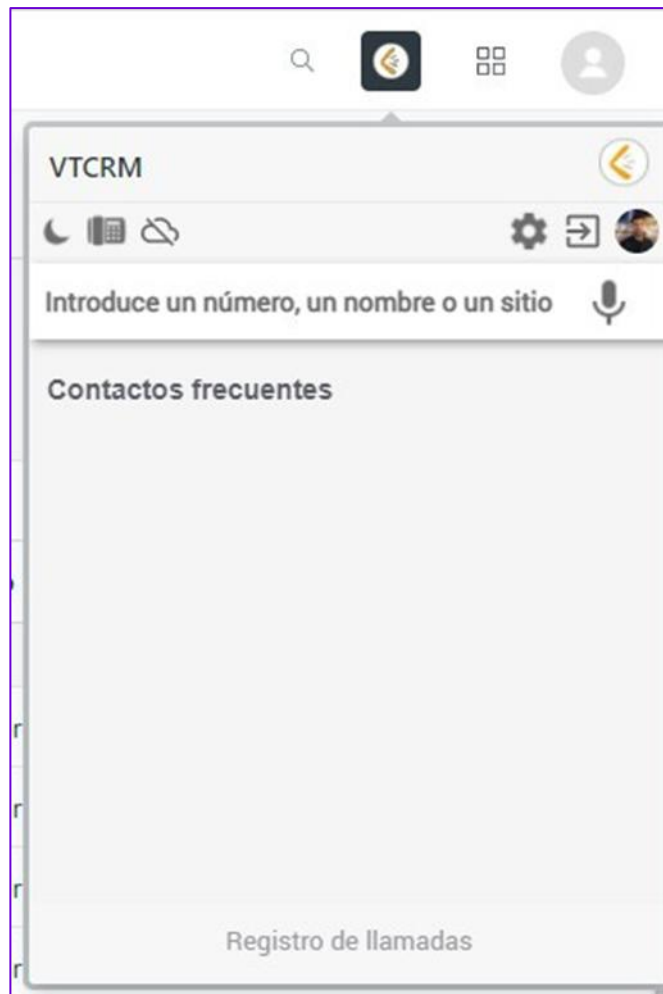 VTCRM
Introduce un número, un nombre o un sitio
Contactos frecuentes
r
r
r
r
Registro de llamadas